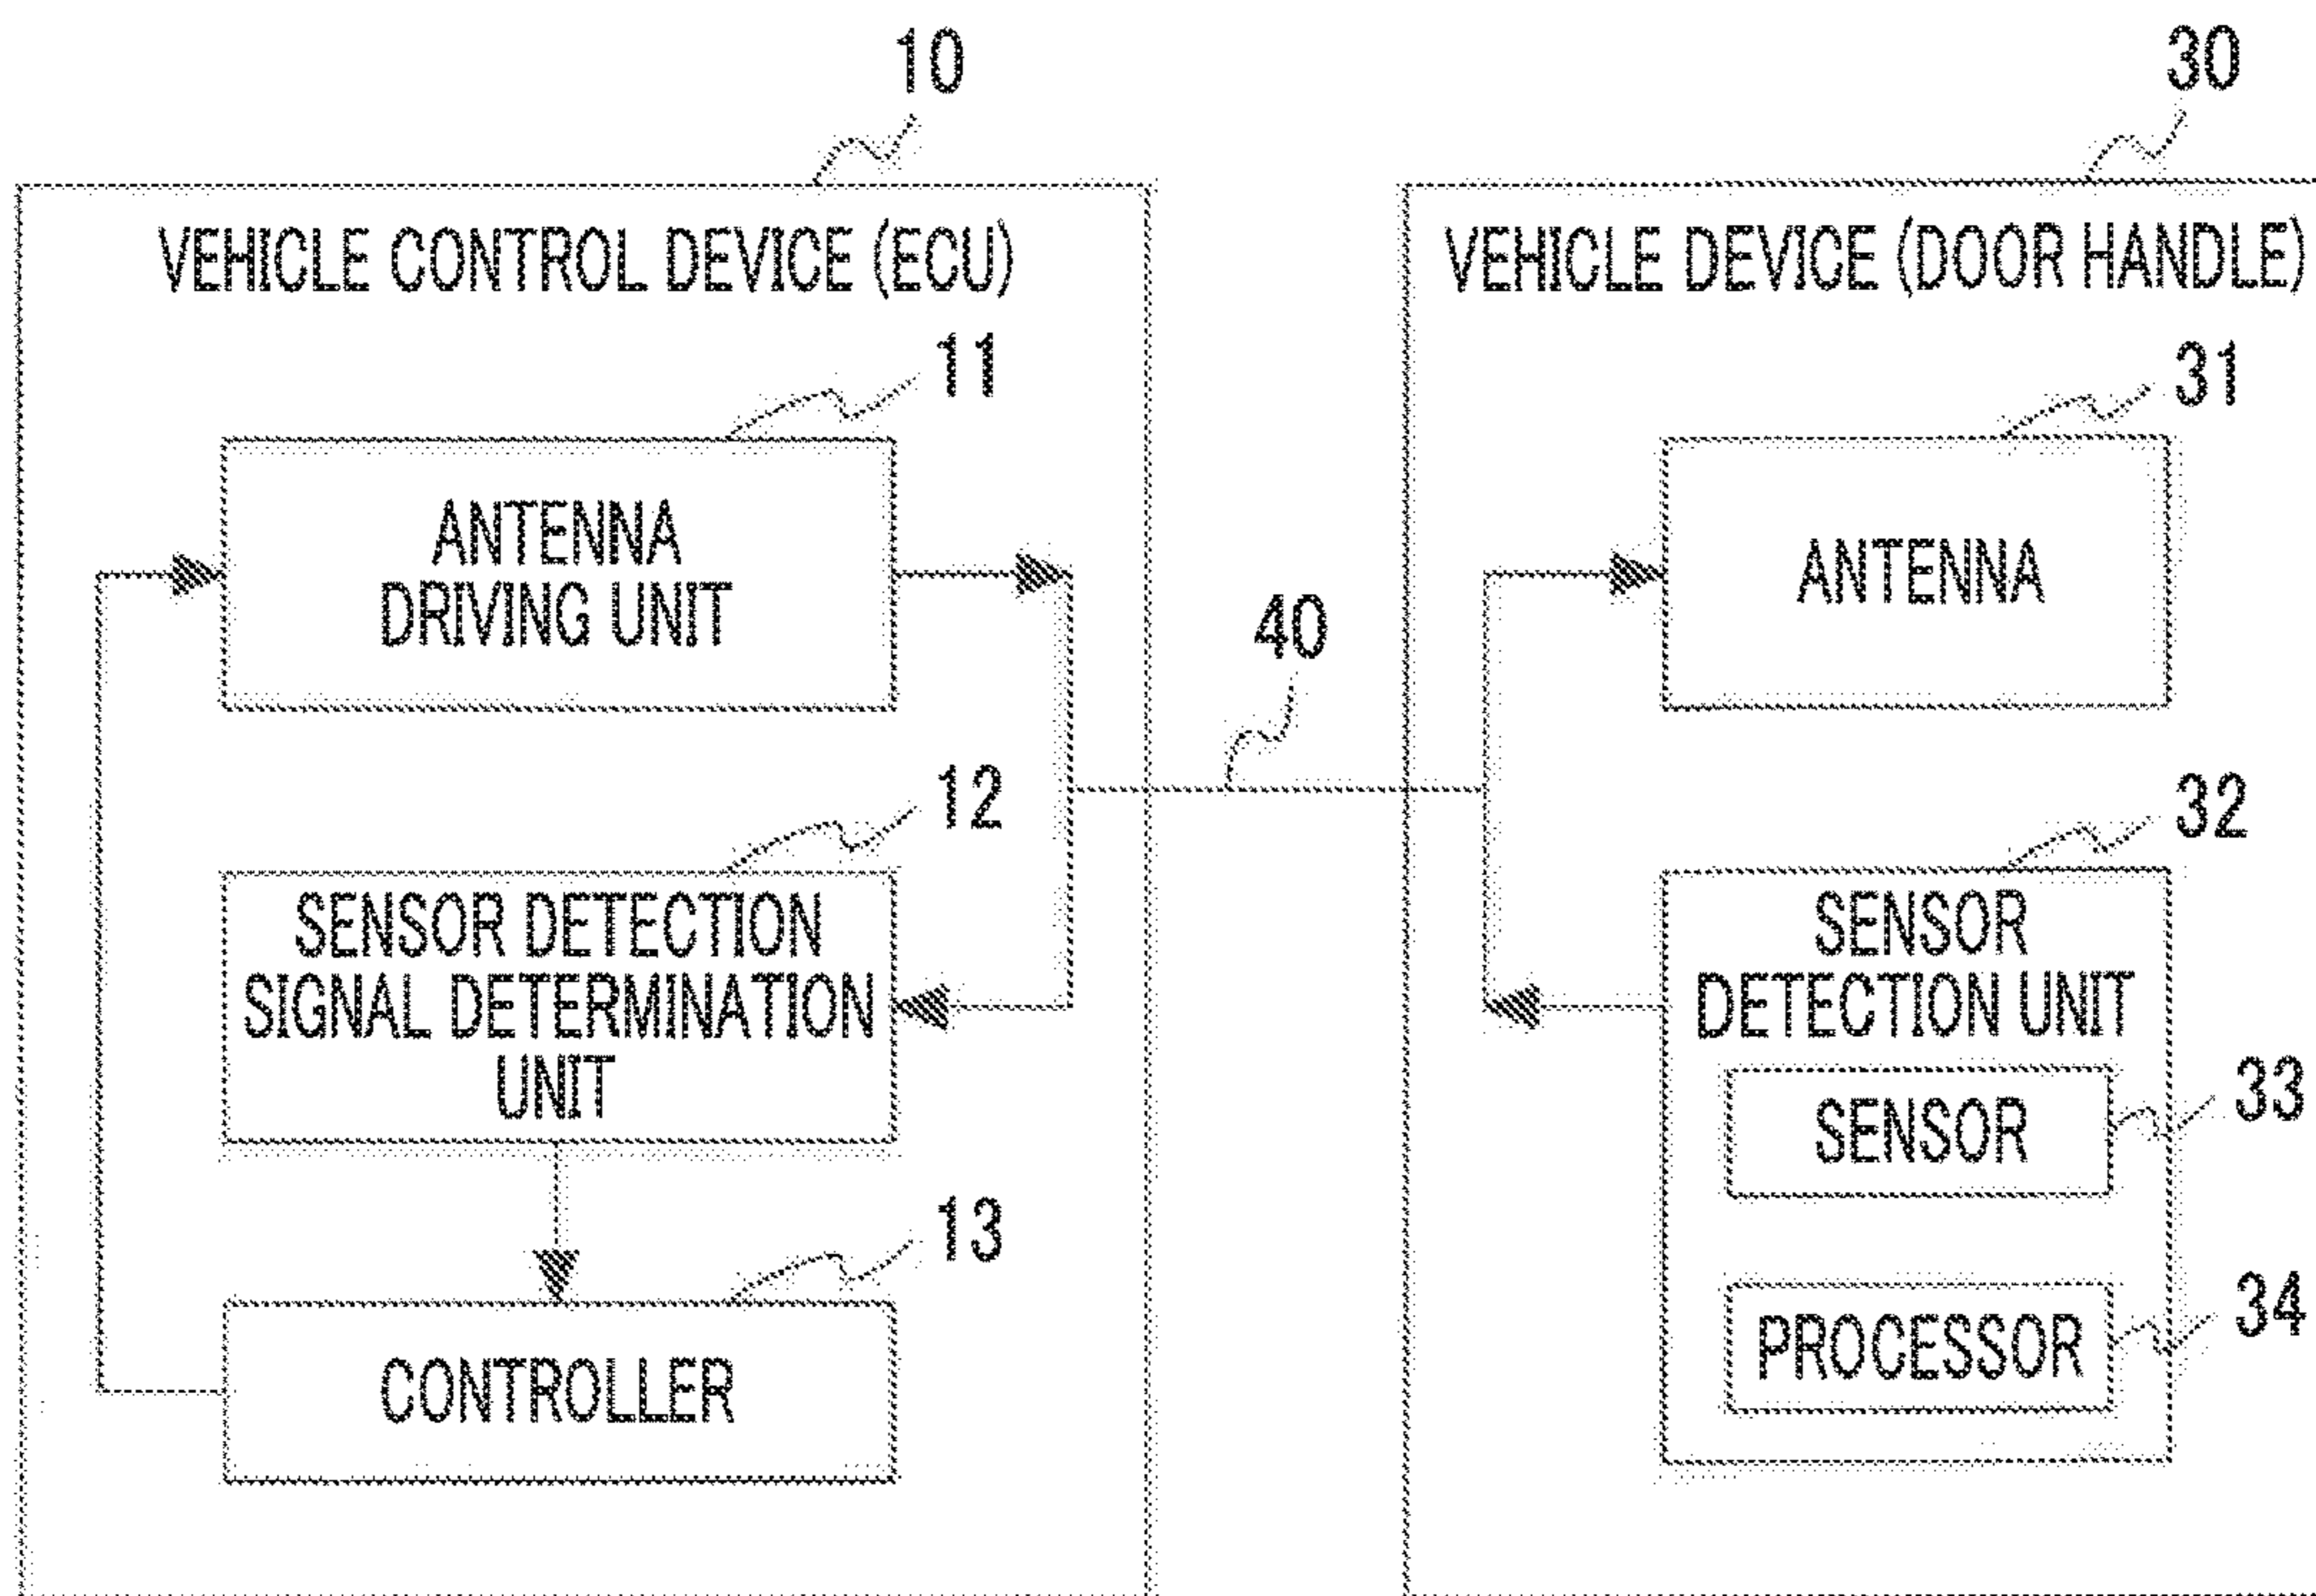 10
30
VEHICLE CONTROL DEVICE (ECU)
VEHICLE DEVICE (DOOR HANDLE)
11
31
ANTENNA
DRIVING UNIT
ANTENNA
40
12
32
SENSOR DETECTION
SIGNAL DETERMINATION
UNIT
SENSOR
DETECTION UNIT
SENSOR
33
13
CONTROLLER
PROCESSOR
34